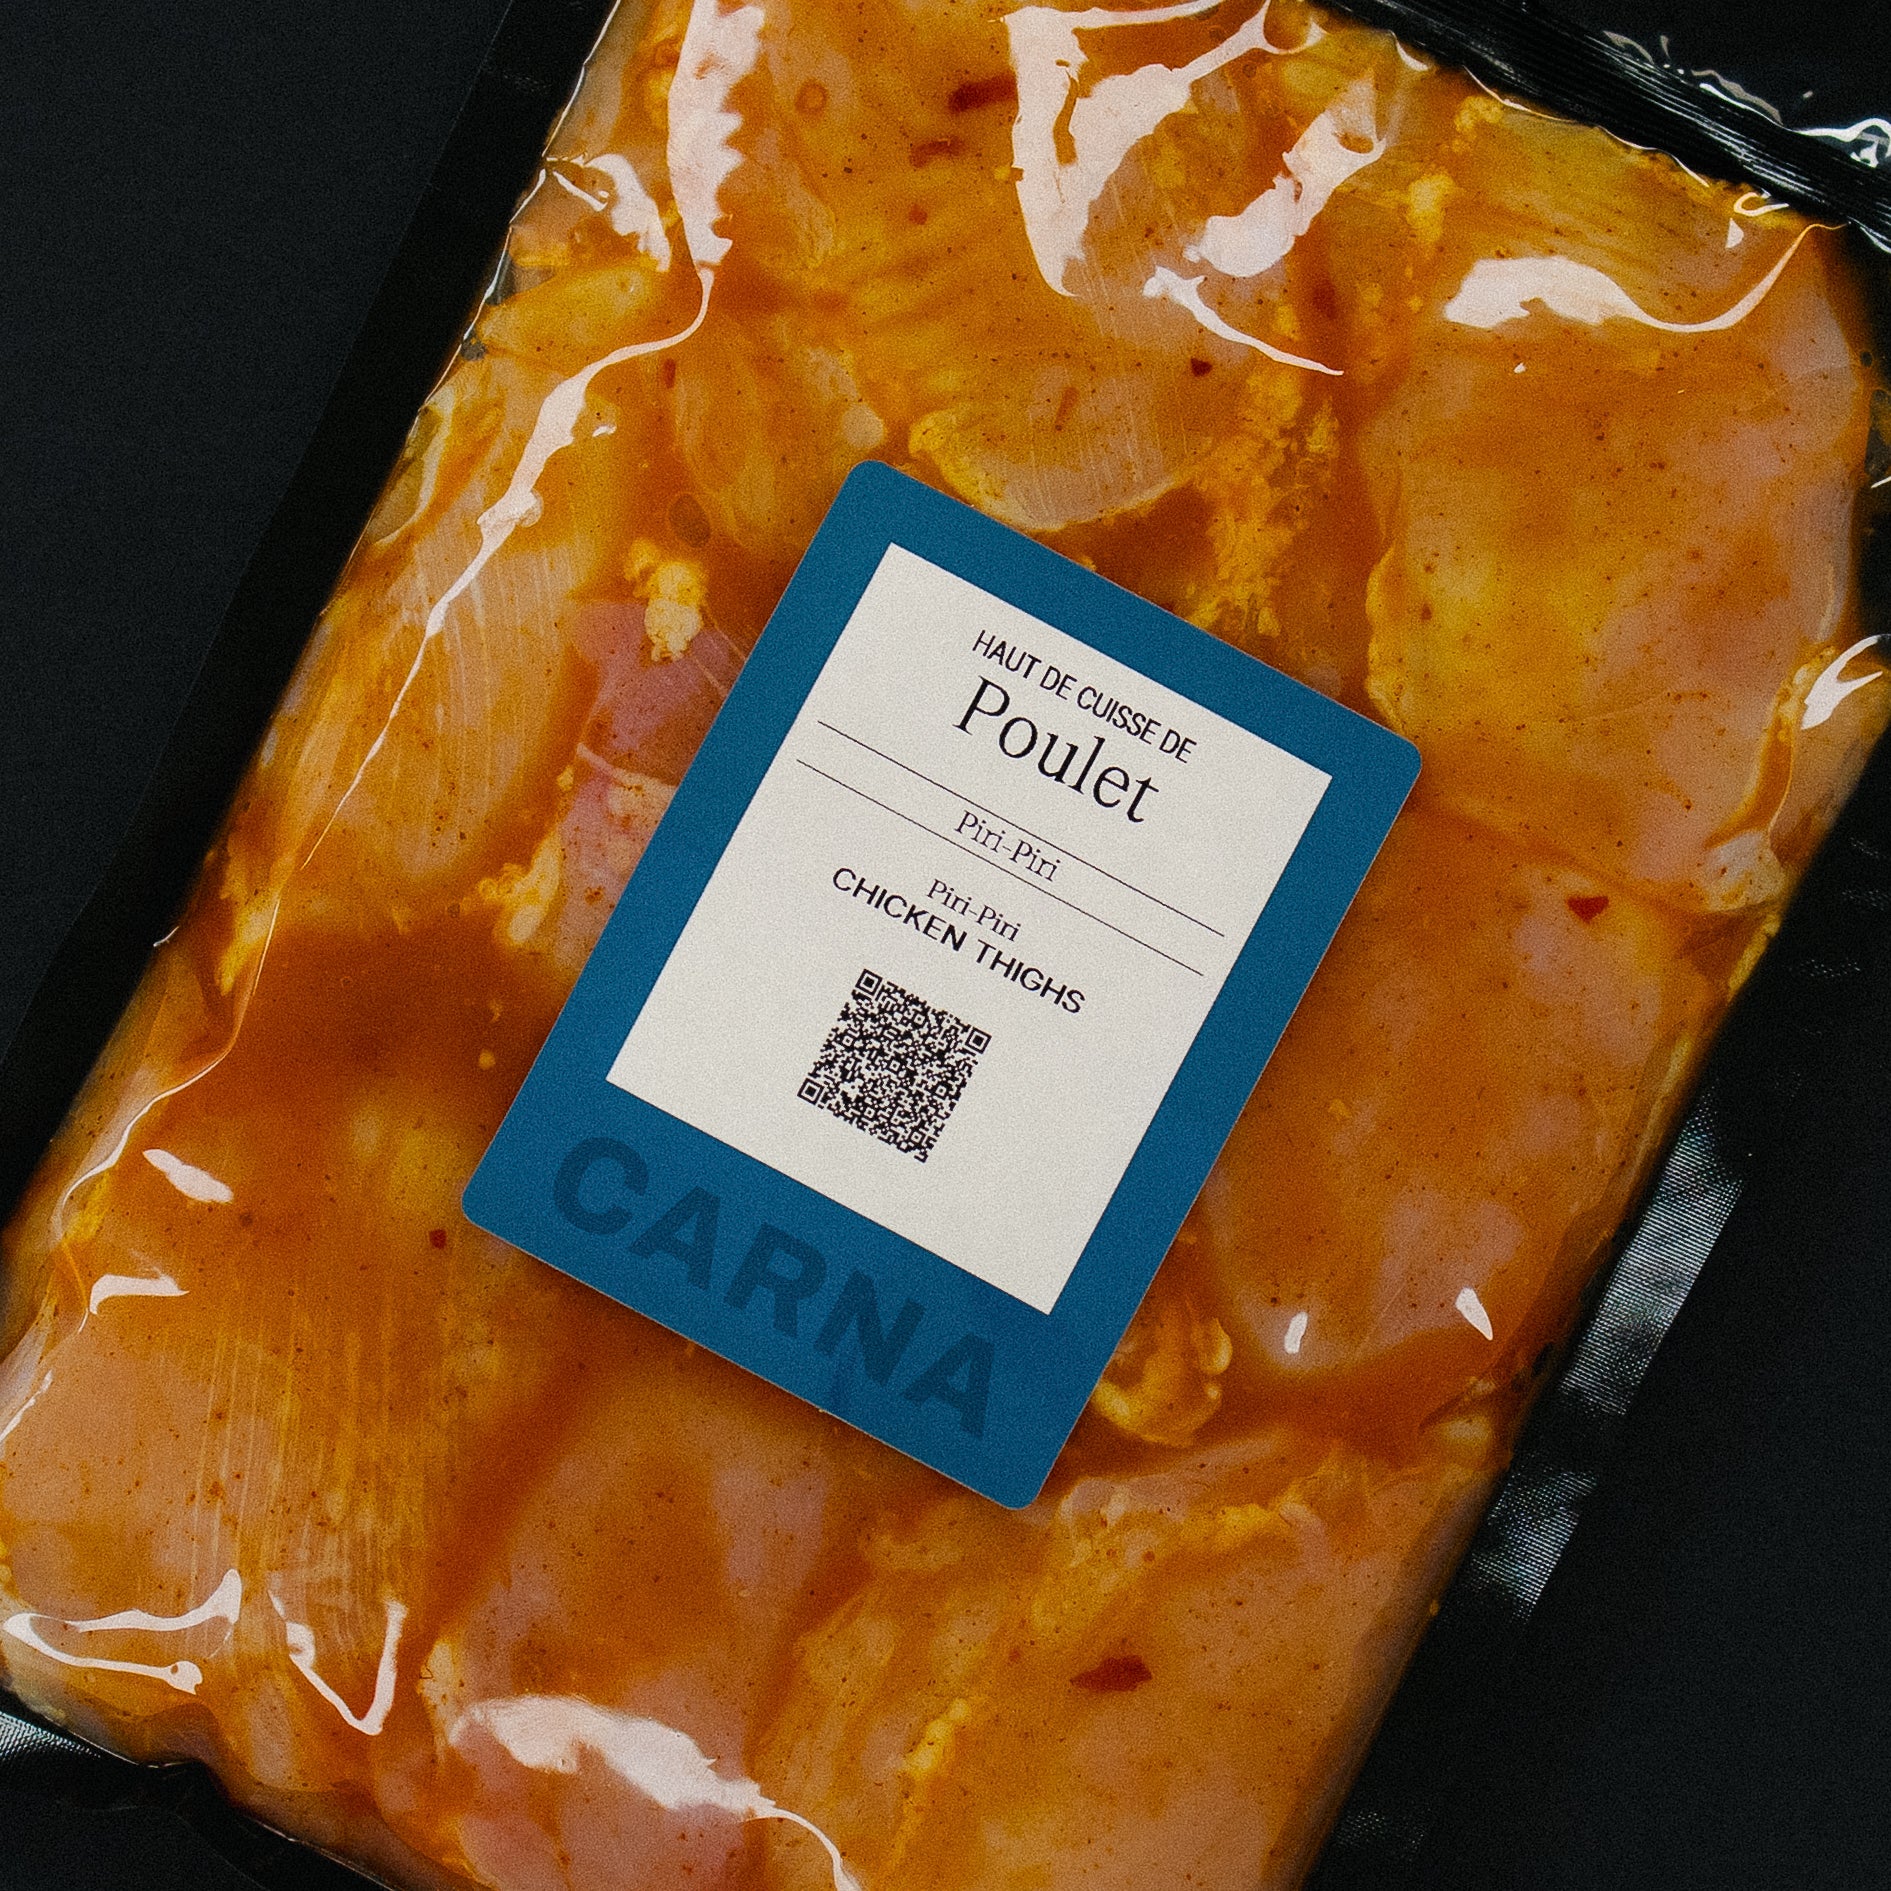 HAUT DE CUISSE DE
Poulet
Piri-Piri
Piri-Piri
CHICKEN THIGHS
CARNA